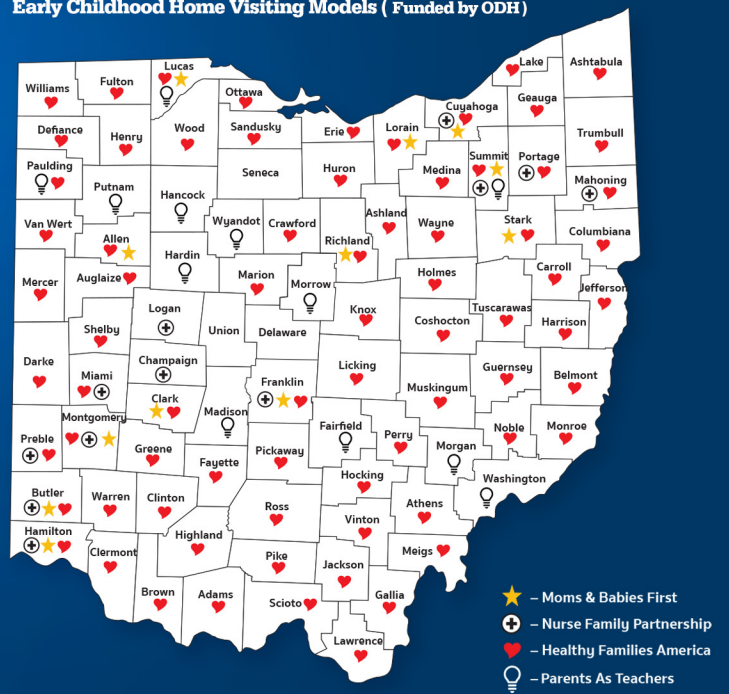 Early Childhood Home Visiting Models ( Funded by ODH )
Lucas
Lake
Ashtabula
Williams
Fulton
Ottawa
Geauga
Cuyahoga
Defiance
Henry
Wood
Sandusky
Erie
Lorain
Trumbull
Paulding
Seneca
Huron
Medina
Summit
Portage
Mahoning
Putnam
Hancock
Van Wert
Allen
Wyandot
Crawford
Richland
Ashland
Wayne
Stark
Columbiana
Hardin
Mercer
Auglaize
Marion
Morrow
Holmes
Carroll
Jefferson
Logan
Knox
Coshocton
Tuscarawas
Harrison
Shelby
Union
Delaware
Darke
Champaign
Miami
Licking
Guernsey
Belmont
Franklin
Muskingum
Clark
Madison
Montgomery
Fairfield
Perry
Noble
Monroe
Preble
Greene
Pickaway
Morgan
Fayette
Washington
Hocking
Butler
Warren
Clinton
Ross
Athens
Vinton
Hamilton
Highland
Clermont
Pike
Jackson
Meigs
Brown
Adams
Scioto
Gallia
Lawrence
– Moms & Babies First
– Nurse Family Partnership
– Healthy Families America
– Parents As Teachers